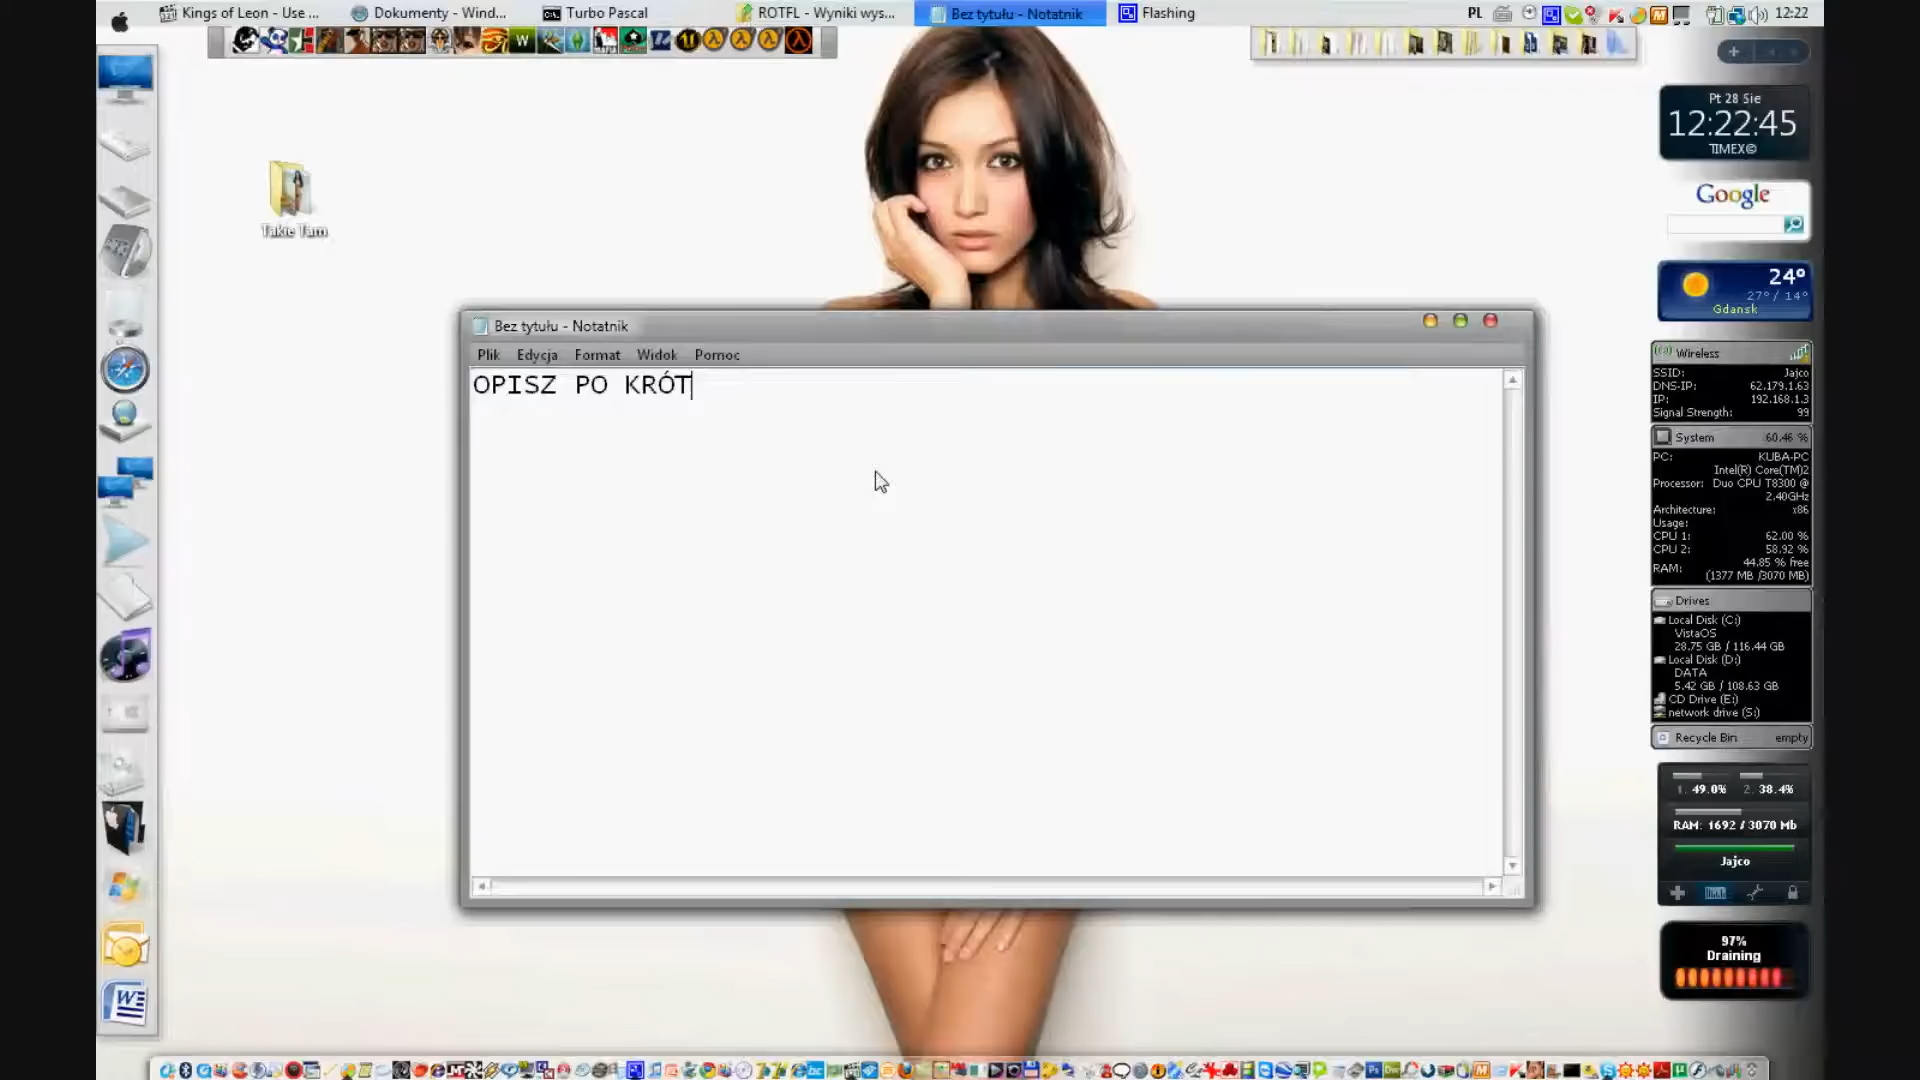 Kings of Leon - Use ...
Dokumenty - Wind...
Turbo Pascal
ROTFL - Wyniki wys...
Bez tytułu - Notatnik
Flashing
PL
12:22
Takie Tam
Bez tytułu - Notatnik
Plik Edycja Format Widok Pomoc
OPISZ PO KRÓT
Pt 28 Sie
12:22:45
TIMEX©
Google
24°
27° / 14°
Gdansk
Wireless
SSID: Jajco
DNS-IP: 62.179.1.63
IP: 192.168.1.3
Signal Strength: 99
System 60.46 %
PC: KUBA-PC
Intel(R) Core(TM)2
Processor: Duo CPU T8300 @
2.40GHz
Architecture: x86
Usage:
CPU 1: 62.00 %
CPU 2: 58.92 %
44.85 % free
RAM: (1377 MB /3070 MB)
Drives
Local Disk (C:)
VistaOS
28.75 GB / 116.44 GB
Local Disk (D:)
DATA
5.42 GB / 108.63 GB
CD Drive (E:)
network drive (S:)
Recycle Bin empty
1. 49.0% 2. 38.4%
RAM: 1692 / 3070 Mb
Jajco
97%
Draining